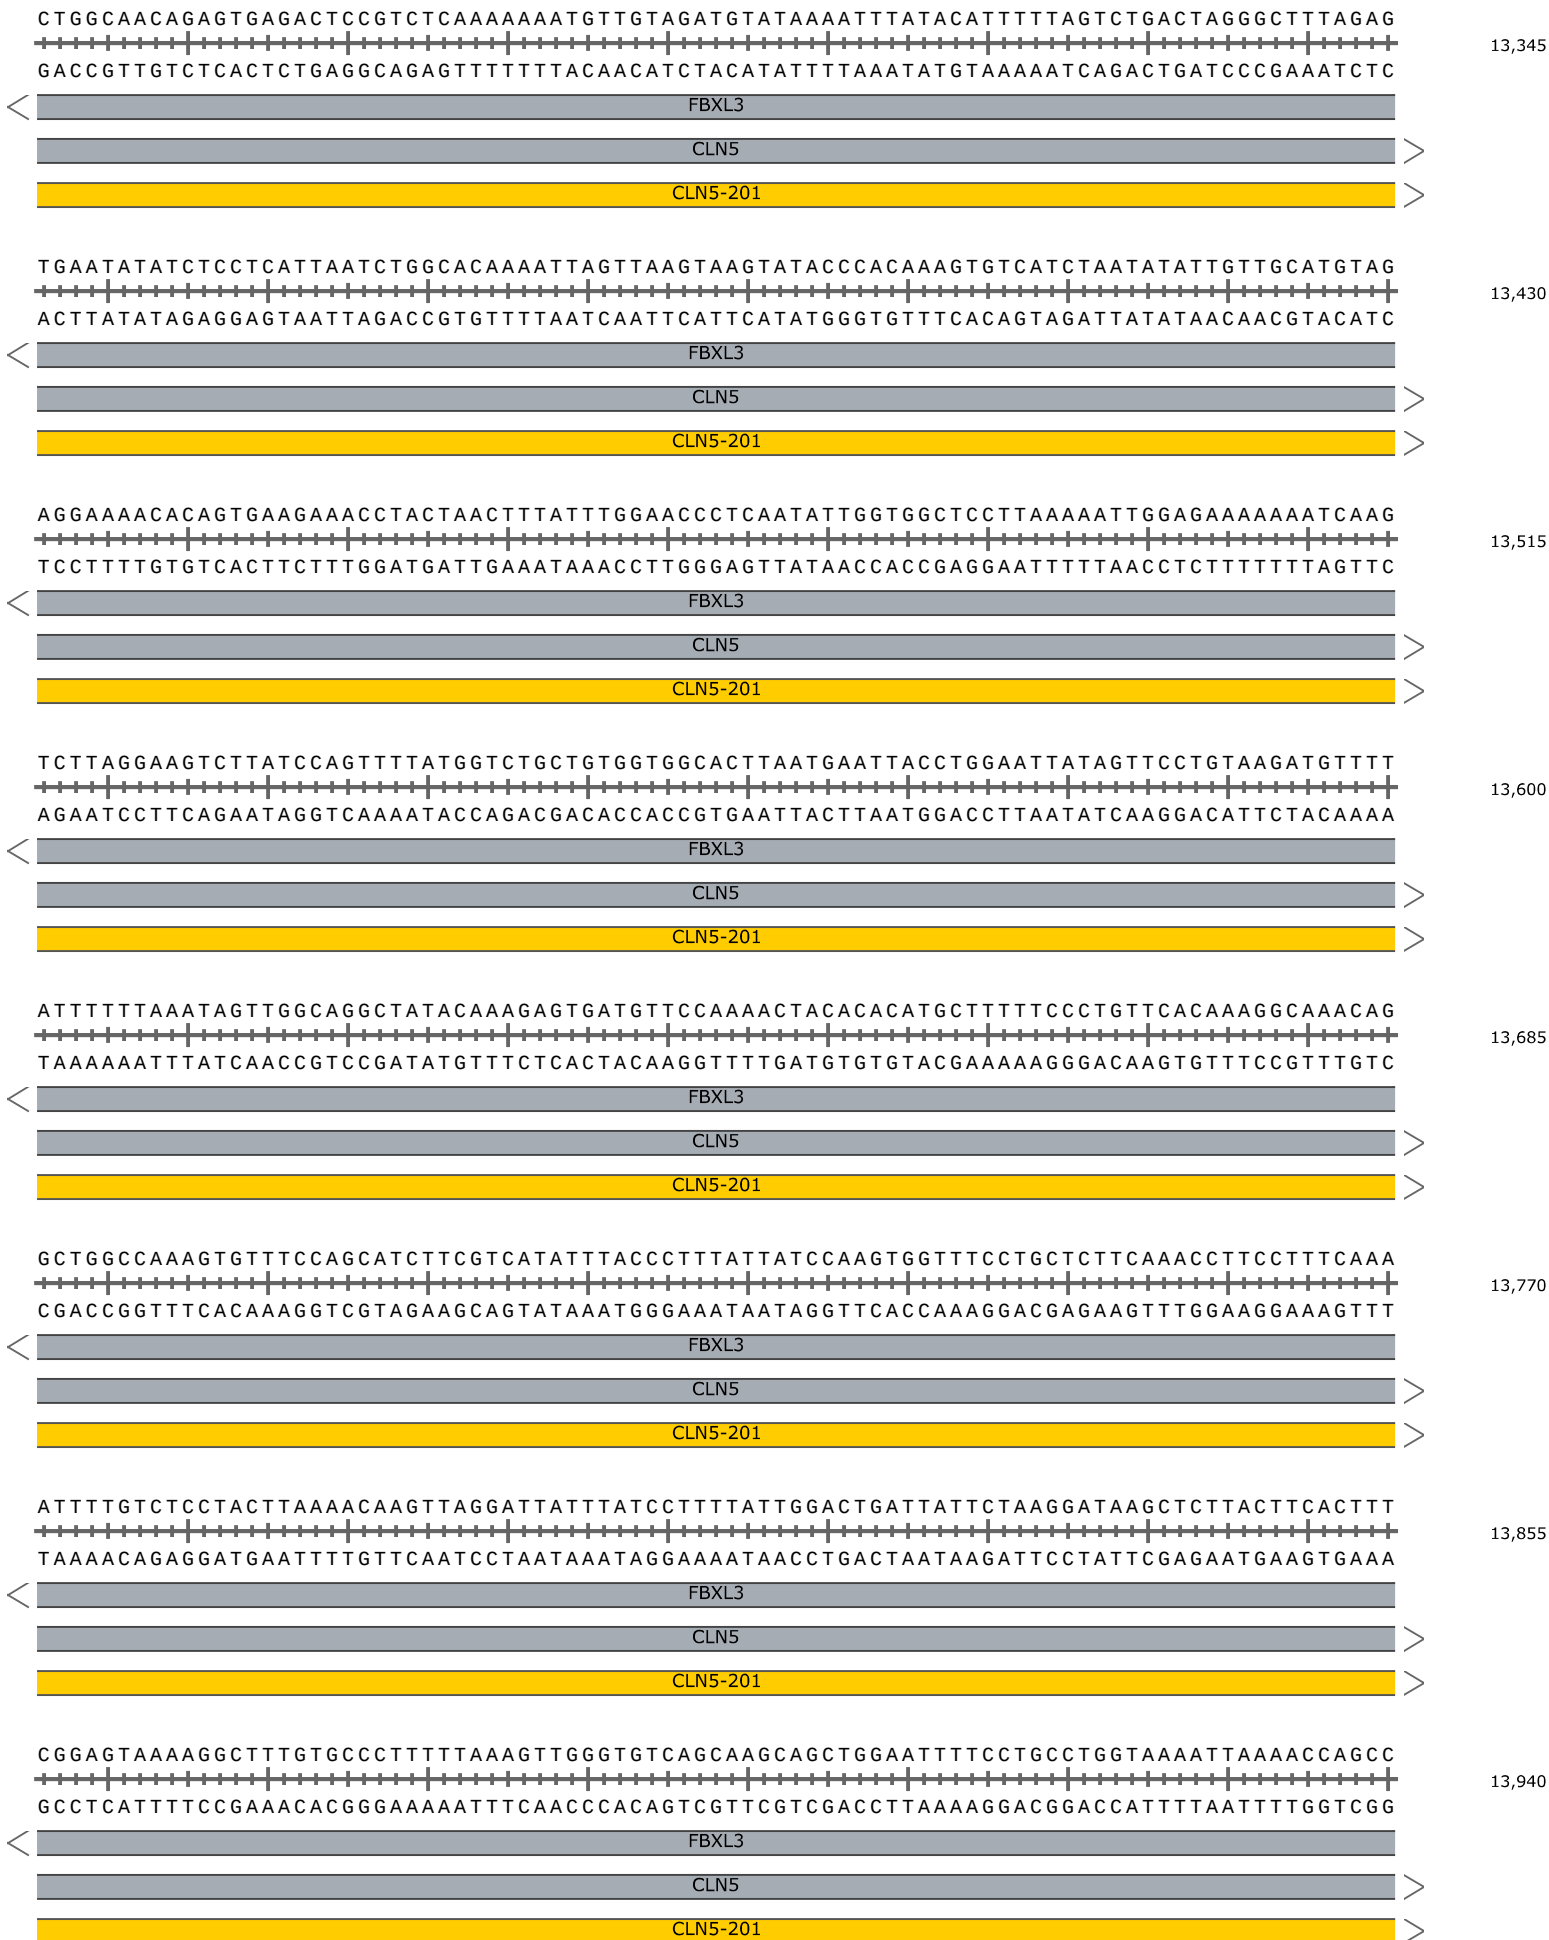 CTGGCAACAGAGTGAGACTCCGTCTCAAAAAAAATGTTGTAGATGTATAAAATTTATACATTTTTAGTCTGACTAGGGCTTTAGAG
13,345
GACCGTTGTCTCACTCTGAGGCAGAGTTTTTTTTACAACATCTACATATTTTAAATATGTAAAAATCAGACTGATCCCGAAATCTC
FBXL3
CLN5
CLN5-201
TGAATATATCTCCTCATTAATCTGGCACAAAATTAGTTAAGTAAGTATACCCACAAAGTGTCATCTAATATATTGTTGCATGTAG
13,430
ACTTATATAGAGGAGTAATTAGACCGTGTTTTAATCAATTCATTCATATGGGTGTTTCACAGTAGATTATATAACAACGTACATC
FBXL3
CLN5
CLN5-201
AGGAAAACACAGTGAAGAAACCTACTAACTTTATTTGGAACCCTCAATATTGGTGGCTCCTTAAAAATTGGAGAAAAAAATCAAG
13,515
TCCTTTTGTGTCACTTCTTTGGATGATTGAAATAAACCTTGGGAGTTATAACCACCGAGGAATTTTTAACCTCTTTTTTTAGTTC
FBXL3
CLN5
CLN5-201
TCTTAGGAAGTCTTATCCAGTTTTATGGTCTGCTGTGGTGGCACTTAATGAATTACCTGGAATTATAGTTCCTGTAAGATGTTTT
13,600
AGAATCCTTCAGAATAGGTCAAAATACCAGACGACACCACCGTGAATTACTTAATGGACCTTAATATCAAGGACATTCTACAAAA
FBXL3
CLN5
CLN5-201
ATTTTTTAAATAGTTGGCAGGCTATACAAAGAGTGATGTTCCAAAACTACACACATGCTTTTTCCCTGTTCACAAAGGCAAACAG
13,685
TAAAAAATTTATCAACCGTCCGATATGTTTCTCACTACAAGGTTTTGATGTGTGTACGAAAAAGGGACAAGTGTTTCCGTTTGTC
FBXL3
CLN5
CLN5-201
GCTGGCCAAAGTGTTTCCAGCATCTTCGTCATATTTACCCTTTATTATCCAAGTGGTTTCCTGCTCTTCAAACCTTCCTTTCAAA
13,770
CGACCGGTTTCACAAAGGTCGTAGAAGCAGTATAAATGGGAAATAATAGGTTCACCAAAGGACGAGAAGTTTGGAAGGAAAGTTT
FBXL3
CLN5
CLN5-201
ATTTTGTCTCCTACTTAAAACAAGTTAGGATTATTTATCCTTTTATTGGACTGATTATTCTAAGGATAAGCTCTTACTTCACTTT
13,855
TAAAACAGAGGATGAATTTTGTTCAATCCTAATAAATAGGAAAATAACCTGACTAATAAGATTCCTATTCGAGAATGAAGTGAAA
FBXL3
CLN5
CLN5-201
CGGAGTAAAAGGCTTTGTGCCCTTTTTAAAGTTGGGTGTCAGCAAGCAGCTGGAATTTTCCTGCCTGGTAAAATTAAAACCAGCC
13,940
GCCTCATTTTCCGAAACACGGGAAAAATTTCAACCCACAGTCGTTCGTCGACCTTAAAAGGACGGACCATTTTAATTTTGGTCGG
FBXL3
CLN5
CLN5-201